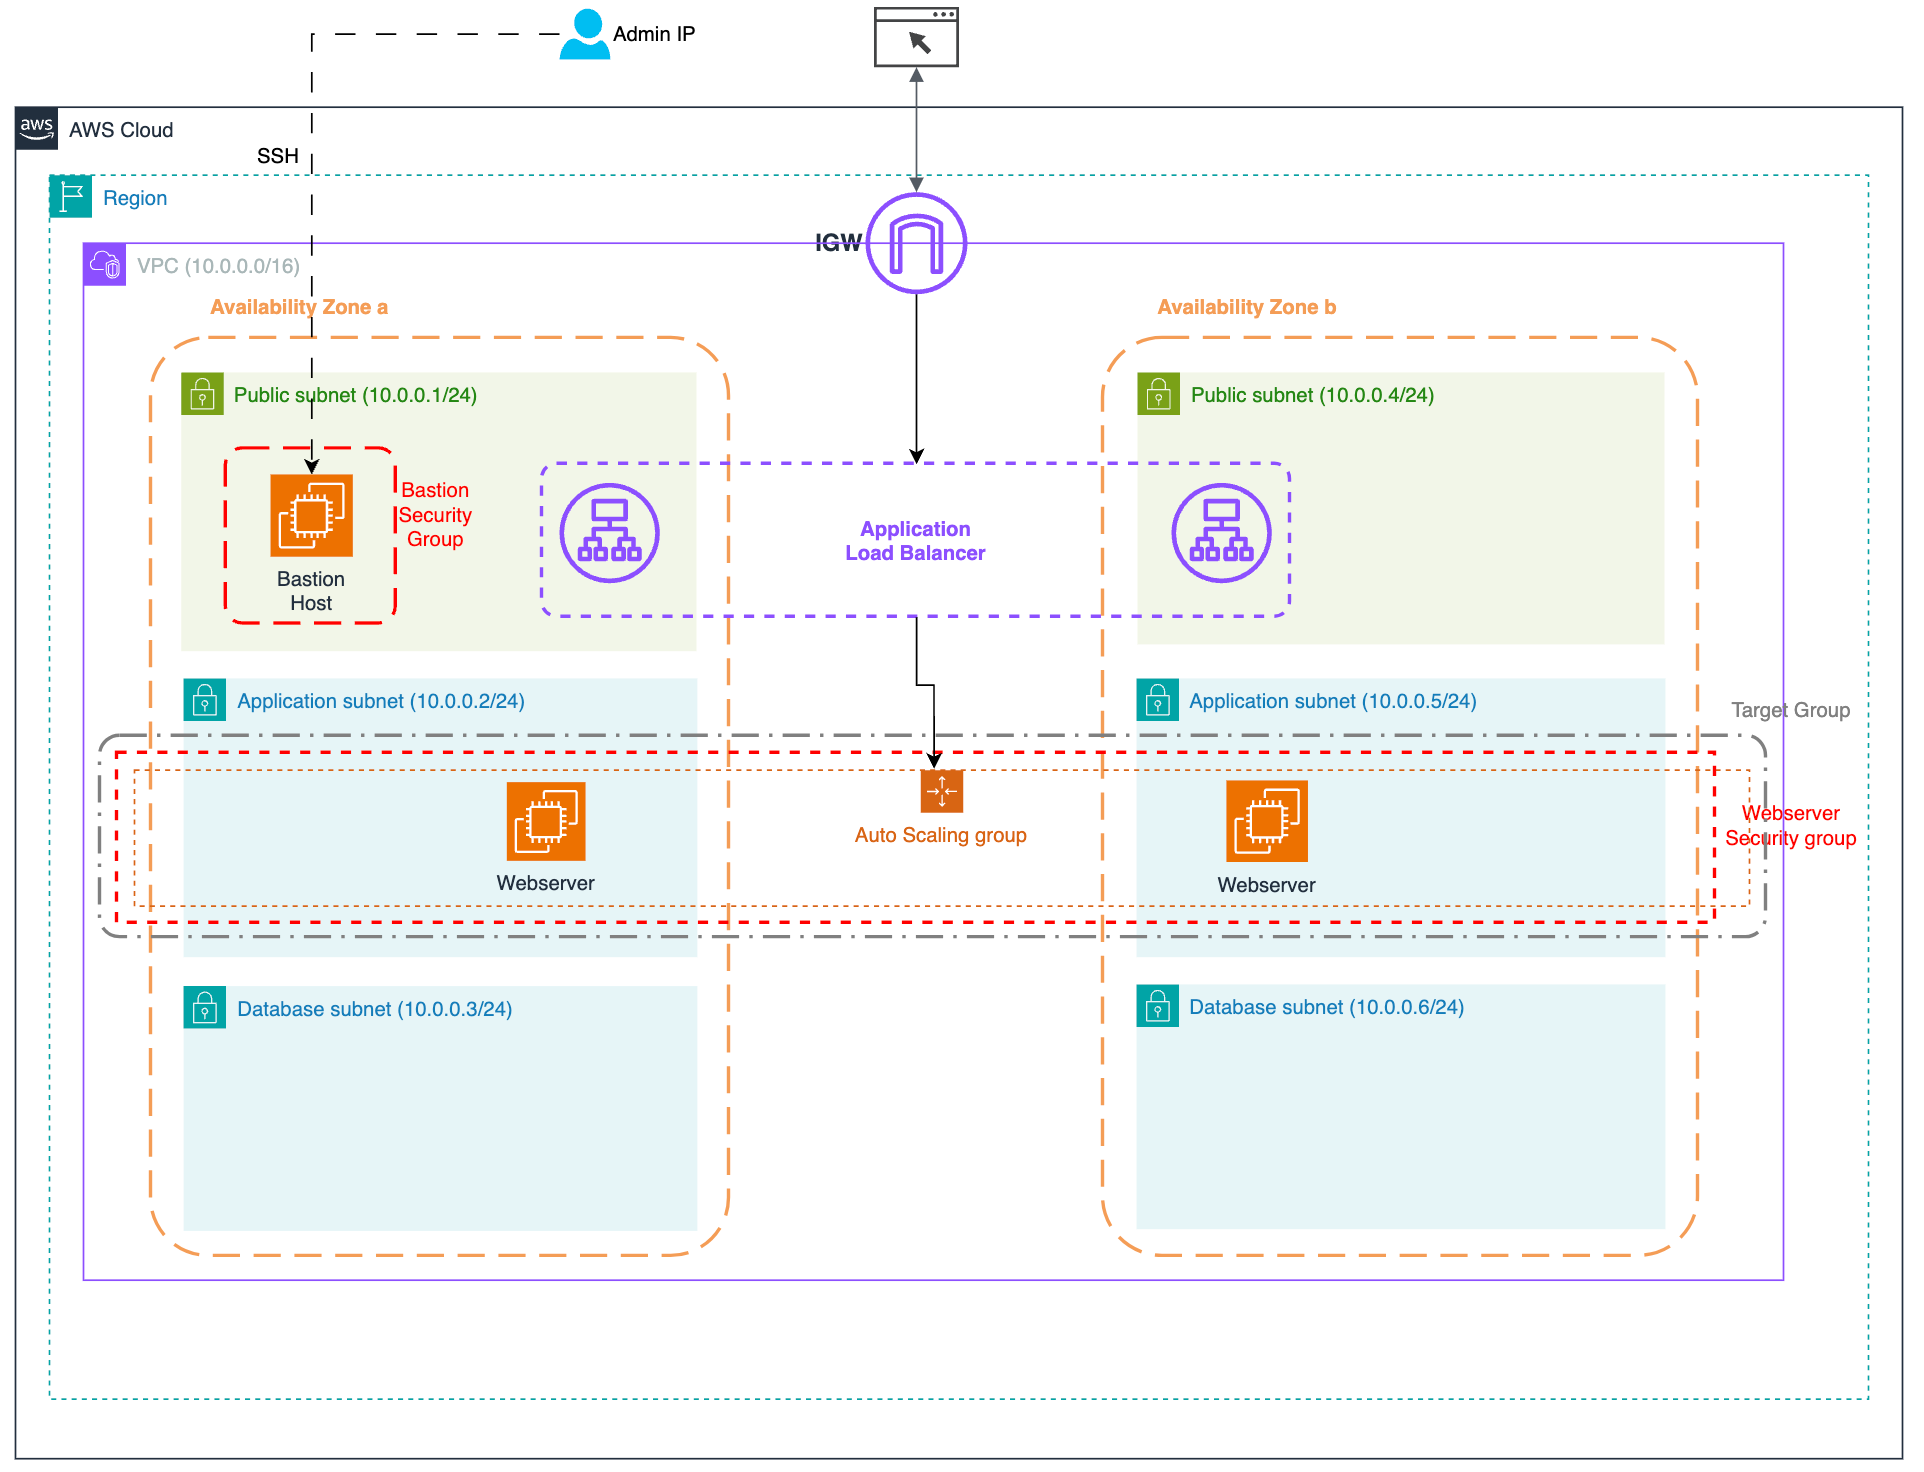 Admin IP
aws
AWS Cloud
SSH
Region
IGW
VPC (10.0.0.0/16)
Availability Zone a
Availability Zone b
Public subnet (10.0.0.1/24)
Public subnet (10.0.0.4/24)
Bastion
Security
Group
Bastion
Host
Application
Load Balancer
Application subnet (10.0.0.2/24)
Application subnet (10.0.0.5/24)
Target Group
Auto Scaling group
Webserver
Security group
Webserver
Webserver
Database subnet (10.0.0.3/24)
Database subnet (10.0.0.6/24)